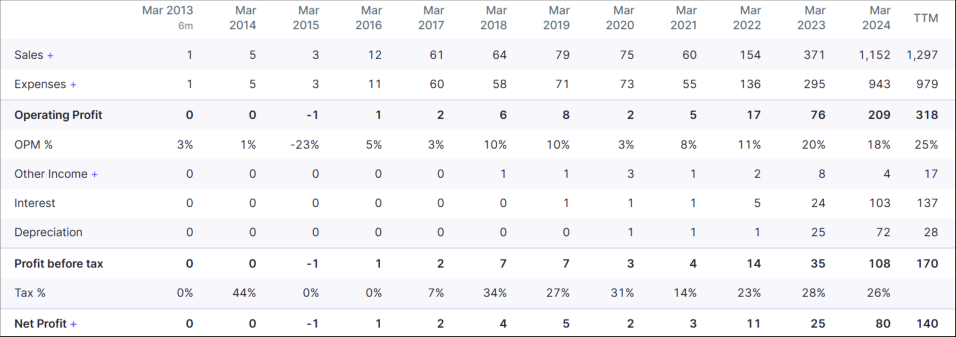 Mar 2013 6m Mar 2014 Mar 2015 Mar 2016 Mar 2017 Mar 2018 Mar 2019 Mar 2020 Mar 2021 Mar 2022 Mar 2023 Mar 2024 TTM
Sales + 1 5 3 12 61 64 79 75 60 154 371 1,152 1,297
Expenses + 1 5 3 11 60 58 71 73 55 136 295 943 979
Operating Profit 0 0 -1 1 2 6 8 2 5 17 76 209 318
OPM % 3% 1% -23% 5% 3% 10% 10% 3% 8% 11% 20% 18% 25%
Other Income + 0 0 0 0 0 1 1 3 1 2 8 4 17
Interest 0 0 0 0 0 0 1 1 1 5 24 103 137
Depreciation 0 0 0 0 0 0 0 1 1 1 25 72 28
Profit before tax 0 0 -1 1 2 7 7 3 4 14 35 108 170
Tax % 0% 44% 0% 0% 7% 34% 27% 31% 14% 23% 28% 26%
Net Profit + 0 0 -1 1 2 4 5 2 3 11 25 80 140